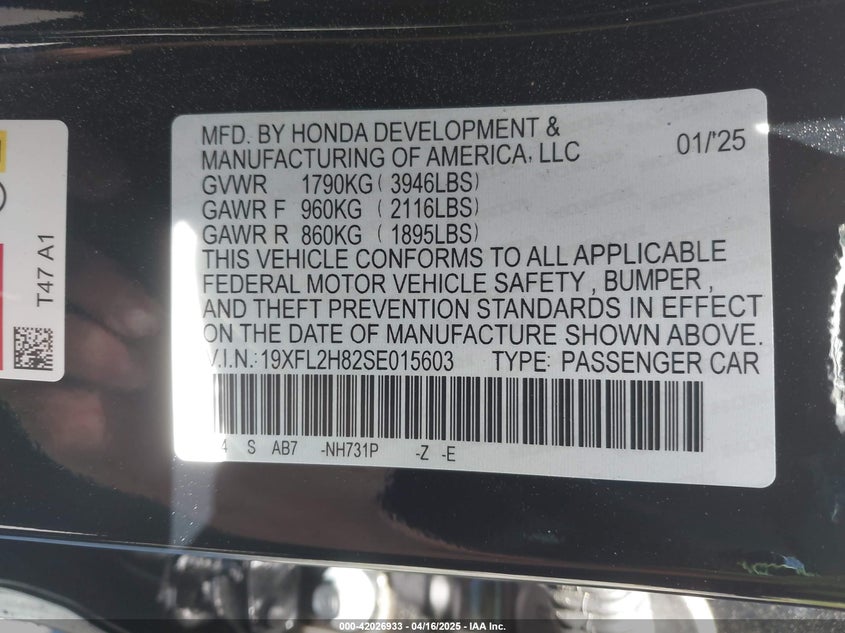 MFD. BY HONDA DEVELOPMENT &
MANUFACTURING OF AMERICA, LLC 01/'25
GVWR 1790KG ( 3946LBS)
GAWR F 960KG ( 2116LBS)
GAWR R 860KG ( 1895LBS)
THIS VEHICLE CONFORMS TO ALL APPLICABLE
FEDERAL MOTOR VEHICLE SAFETY , BUMPER ,
AND THEFT PREVENTION STANDARDS IN EFFECT
ON THE DATE OF MANUFACTURE SHOWN ABOVE.
V.I.N.: 19XFL2H82SE015603 TYPE: PASSENGER CAR
4 S AB7 -NH731P -Z -E
T47 A1
000-42026933 - 04/16/2025 - IAA Inc.